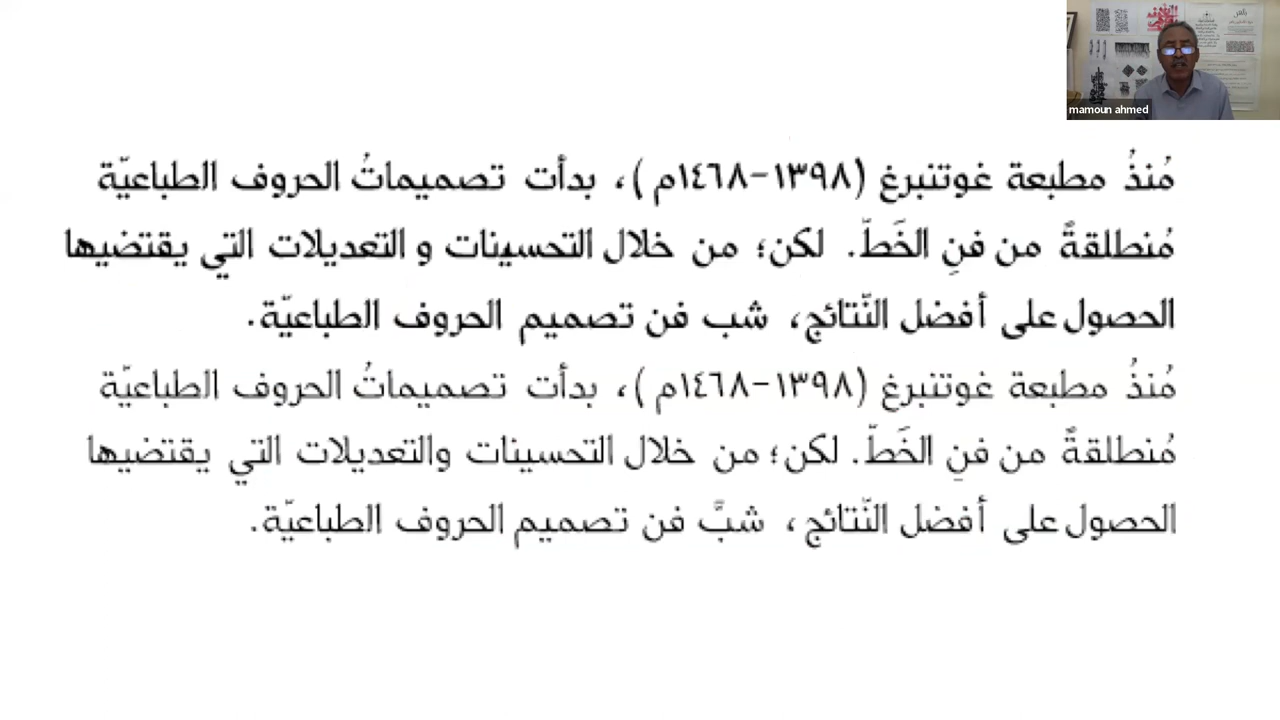 mamoun ahmed
مُنذُ مطبعة غوتنبرغ (١٣٩٨–١٤٦٨م )، بدأت تصميماتُ الحروف الطباعيّة
مُنطلقةٌ من فنِ الخَطّ. لكن؛ من خلال التحسينات و التعديلات التي يقتضيها
الحصول على أفضل النّتائج، شب فن تصميم الحروف الطباعيّة.
مُنذُ مطبعة غوتنبرغ (١٣٩٨–١٤٦٨م )، بدأت تصميماتُ الحروف الطباعيّة
مُنطلقةٌ من فنِ الخَطّ. لكن؛ من خلال التحسينات والتعديلات التي يقتضيها
الحصول على أفضل النّتائج، شبَّ فن تصميم الحروف الطباعيّة.